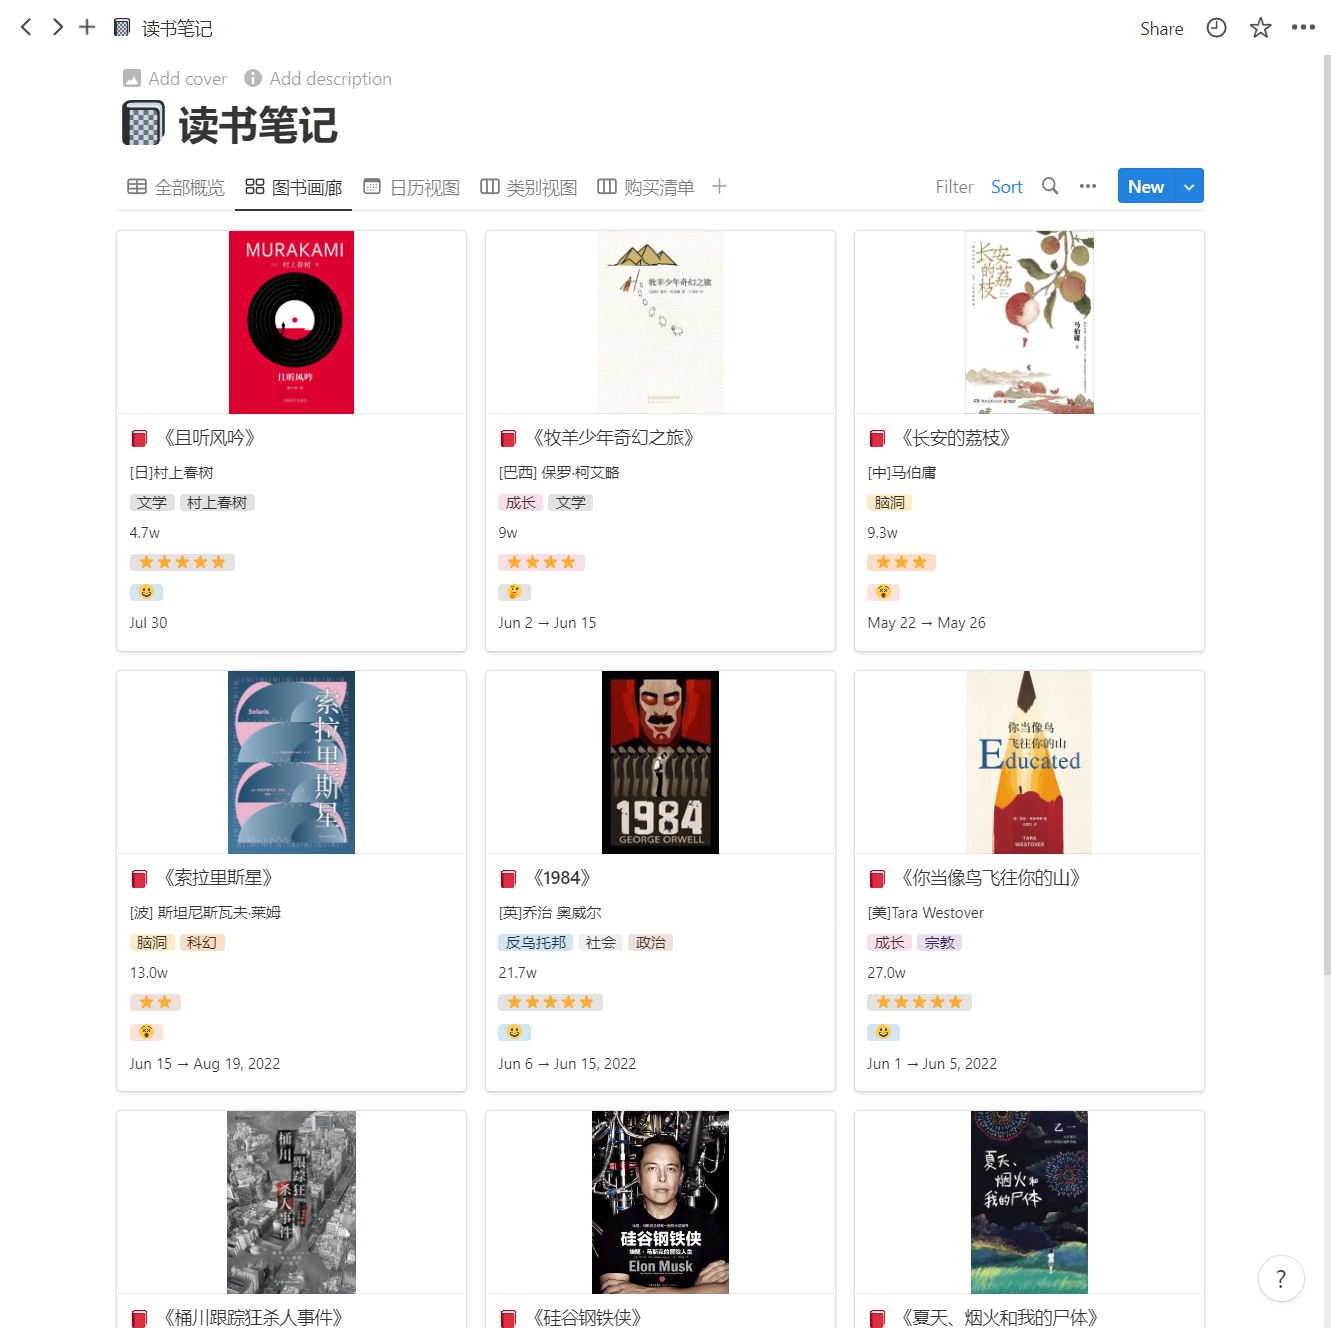 读书笔记
Share
Add cover
Add description
读书笔记
全部概览
图书画廊
日历视图
类别视图
购买清单
Filter
Sort
New
MURAKAMI
村上春树
且听风吟
《且听风吟》
[日]村上春树
文学
村上春树
4.7w
Jul 30
牧羊少年奇幻之旅
《牧羊少年奇幻之旅》
[巴西] 保罗·柯艾略
成长
文学
9w
Jun 2 → Jun 15
长安的荔枝
马伯庸
《长安的荔枝》
[中]马伯庸
脑洞
9.3w
May 22 → May 26
Solaris
索拉里斯星
《索拉里斯星》
[波] 斯坦尼斯瓦夫·莱姆
脑洞
科幻
13.0w
Jun 15 → Aug 19, 2022
1984
GEORGE ORWELL
《1984》
[英]乔治 奥威尔
反乌托邦
社会
政治
21.7w
Jun 6 → Jun 15, 2022
你当像鸟
飞往你的山
Educated
TARA
WESTOVER
《你当像鸟飞往你的山》
[美]Tara Westover
成长
宗教
27.0w
Jun 1 → Jun 5, 2022
桶川
跟踪狂
杀人事件
《桶川跟踪狂杀人事件》
硅谷钢铁侠
埃隆·马斯克的冒险人生
Elon Musk
《硅谷钢铁侠》
乙一
夏天、
烟火和
我的尸体
《夏天、烟火和我的尸体》
?